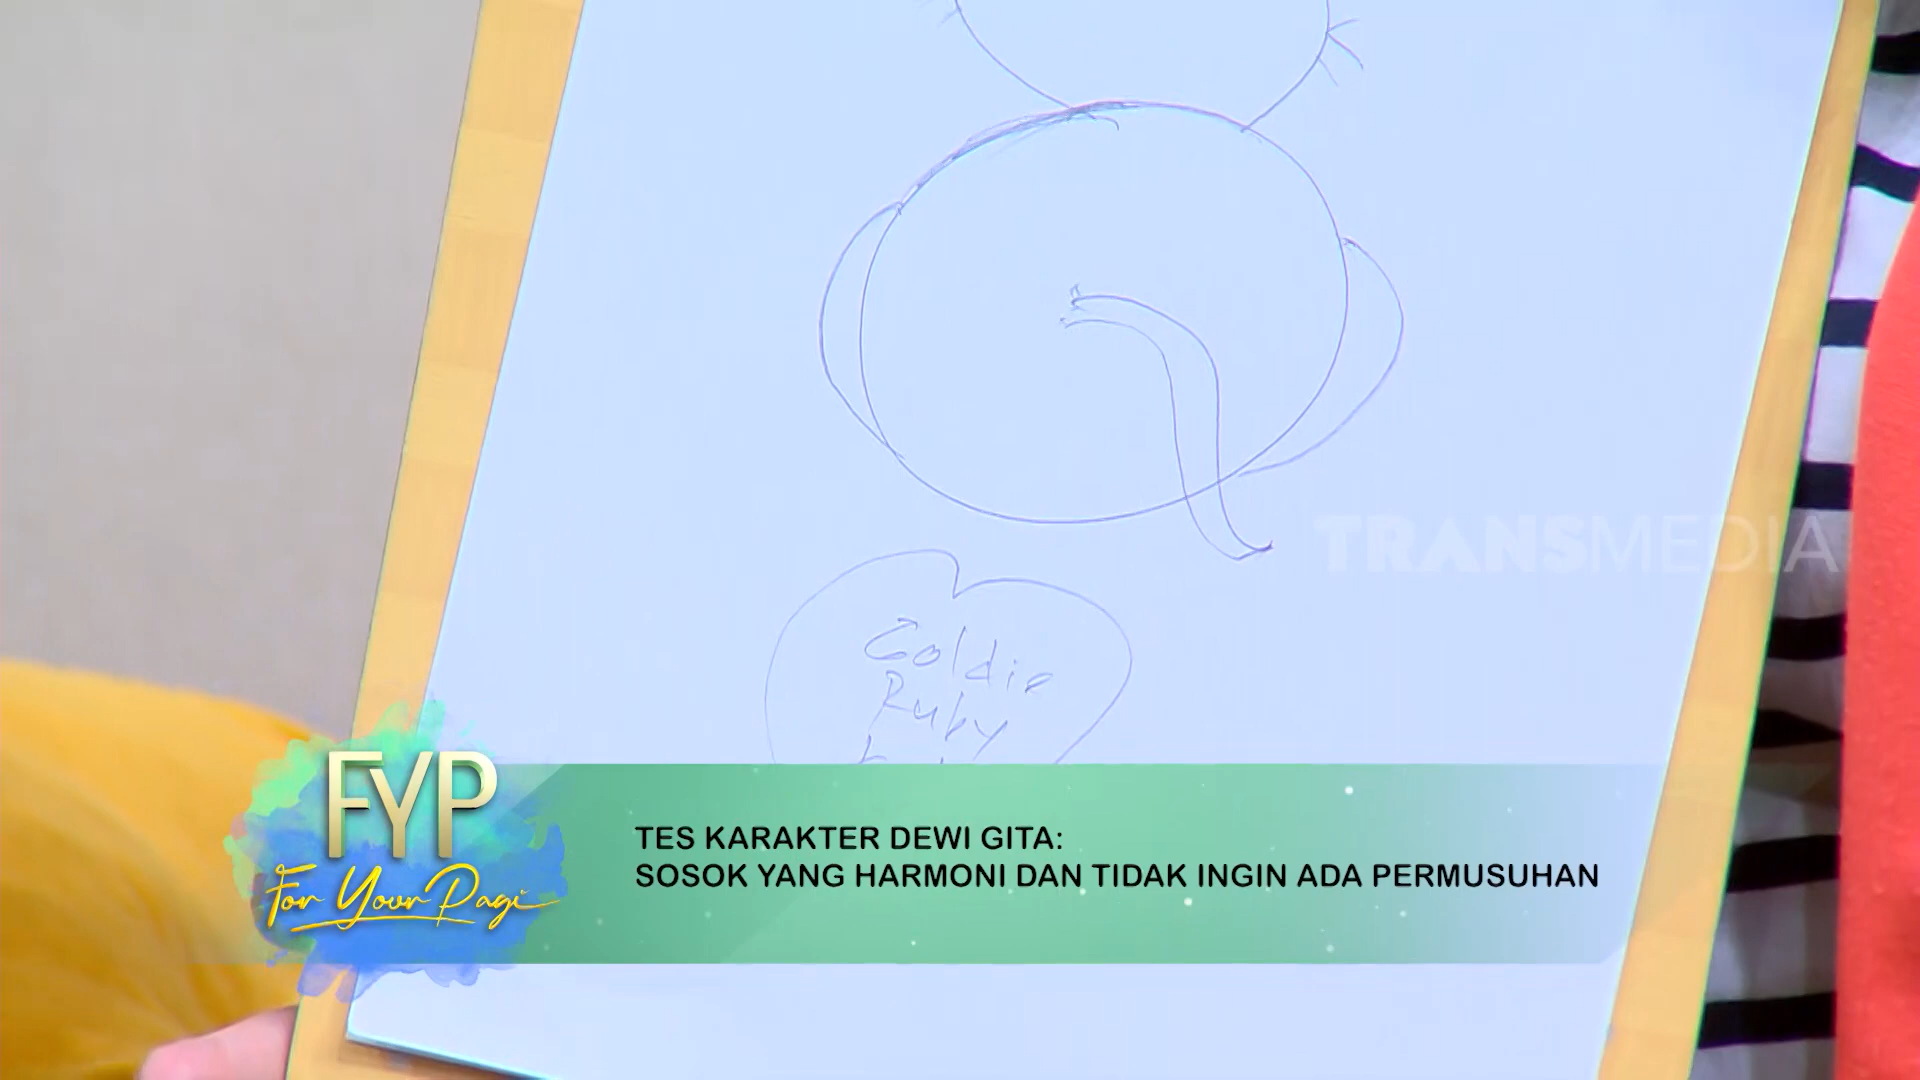 TRANSMEDIA
Goldie
Ruby
FYP
For Your Pagi
TES KARAKTER DEWI GITA:
SOSOK YANG HARMONI DAN TIDAK INGIN ADA PERMUSUHAN